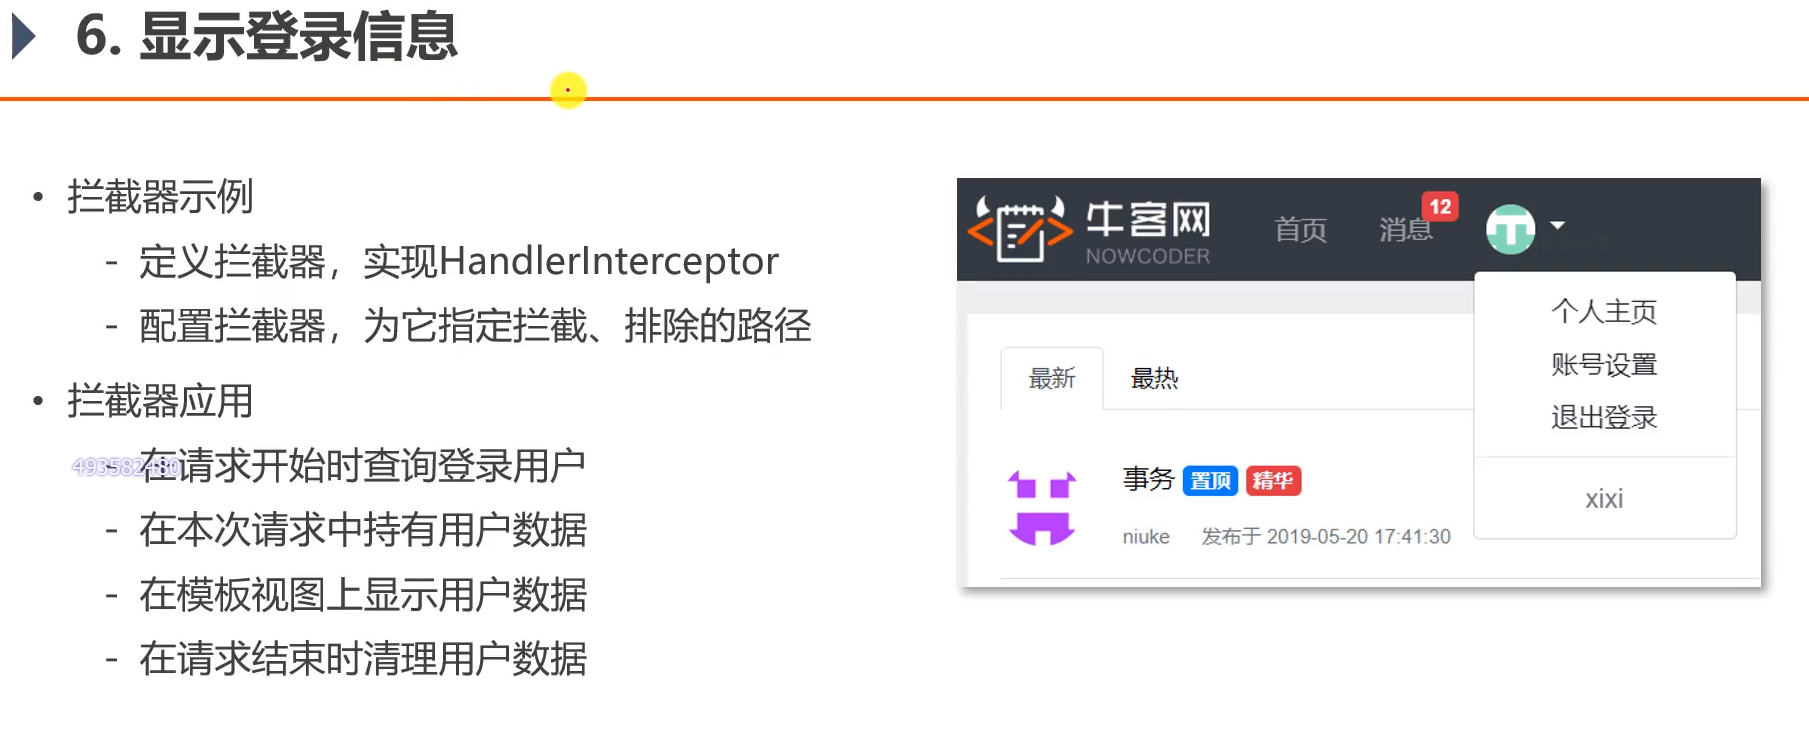 6. 显示登录信息
• 拦截器示例
- 定义拦截器，实现HandlerInterceptor
- 配置拦截器，为它指定拦截、排除的路径
• 拦截器应用
- 在请求开始时查询登录用户
493582480
- 在本次请求中持有用户数据
- 在模板视图上显示用户数据
- 在请求结束时清理用户数据
牛客网
NOWCODER
首页
消息
12
个人主页
账号设置
退出登录
xixi
最新
最热
事务 置顶 精华
niuke 发布于 2019-05-20 17:41:30